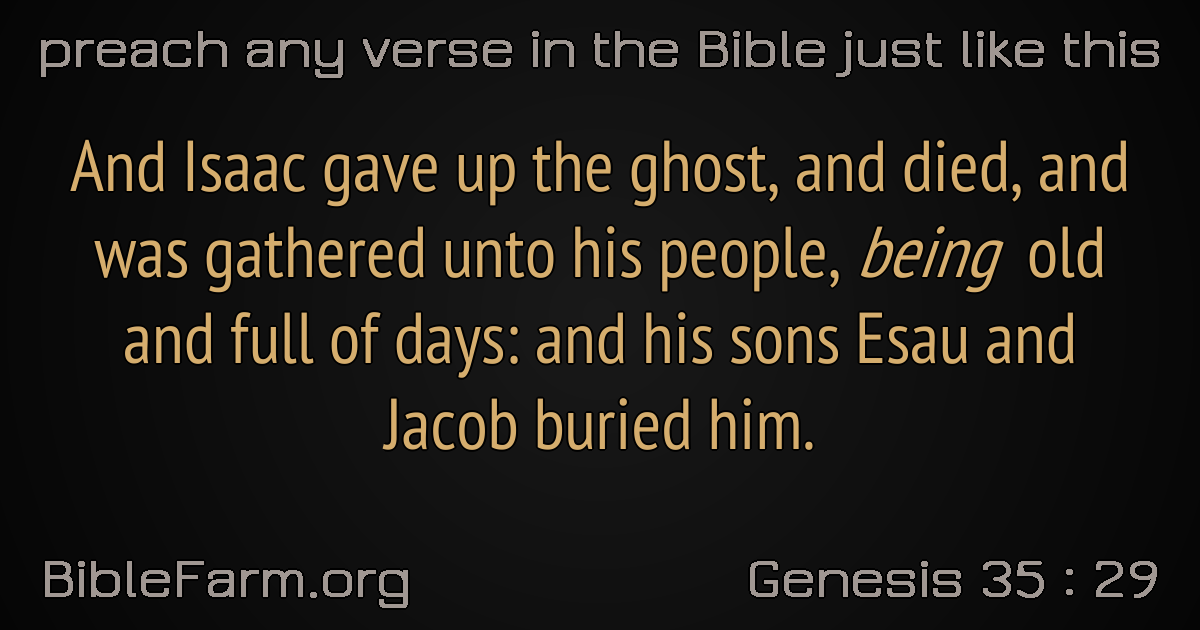 preach any verse in the Bible just like this
And Isaac gave up the ghost, and died, and
was gathered unto his people, being old
and full of days: and his sons Esau and
Jacob buried him.
BibleFarm.org
Genesis 35 : 29